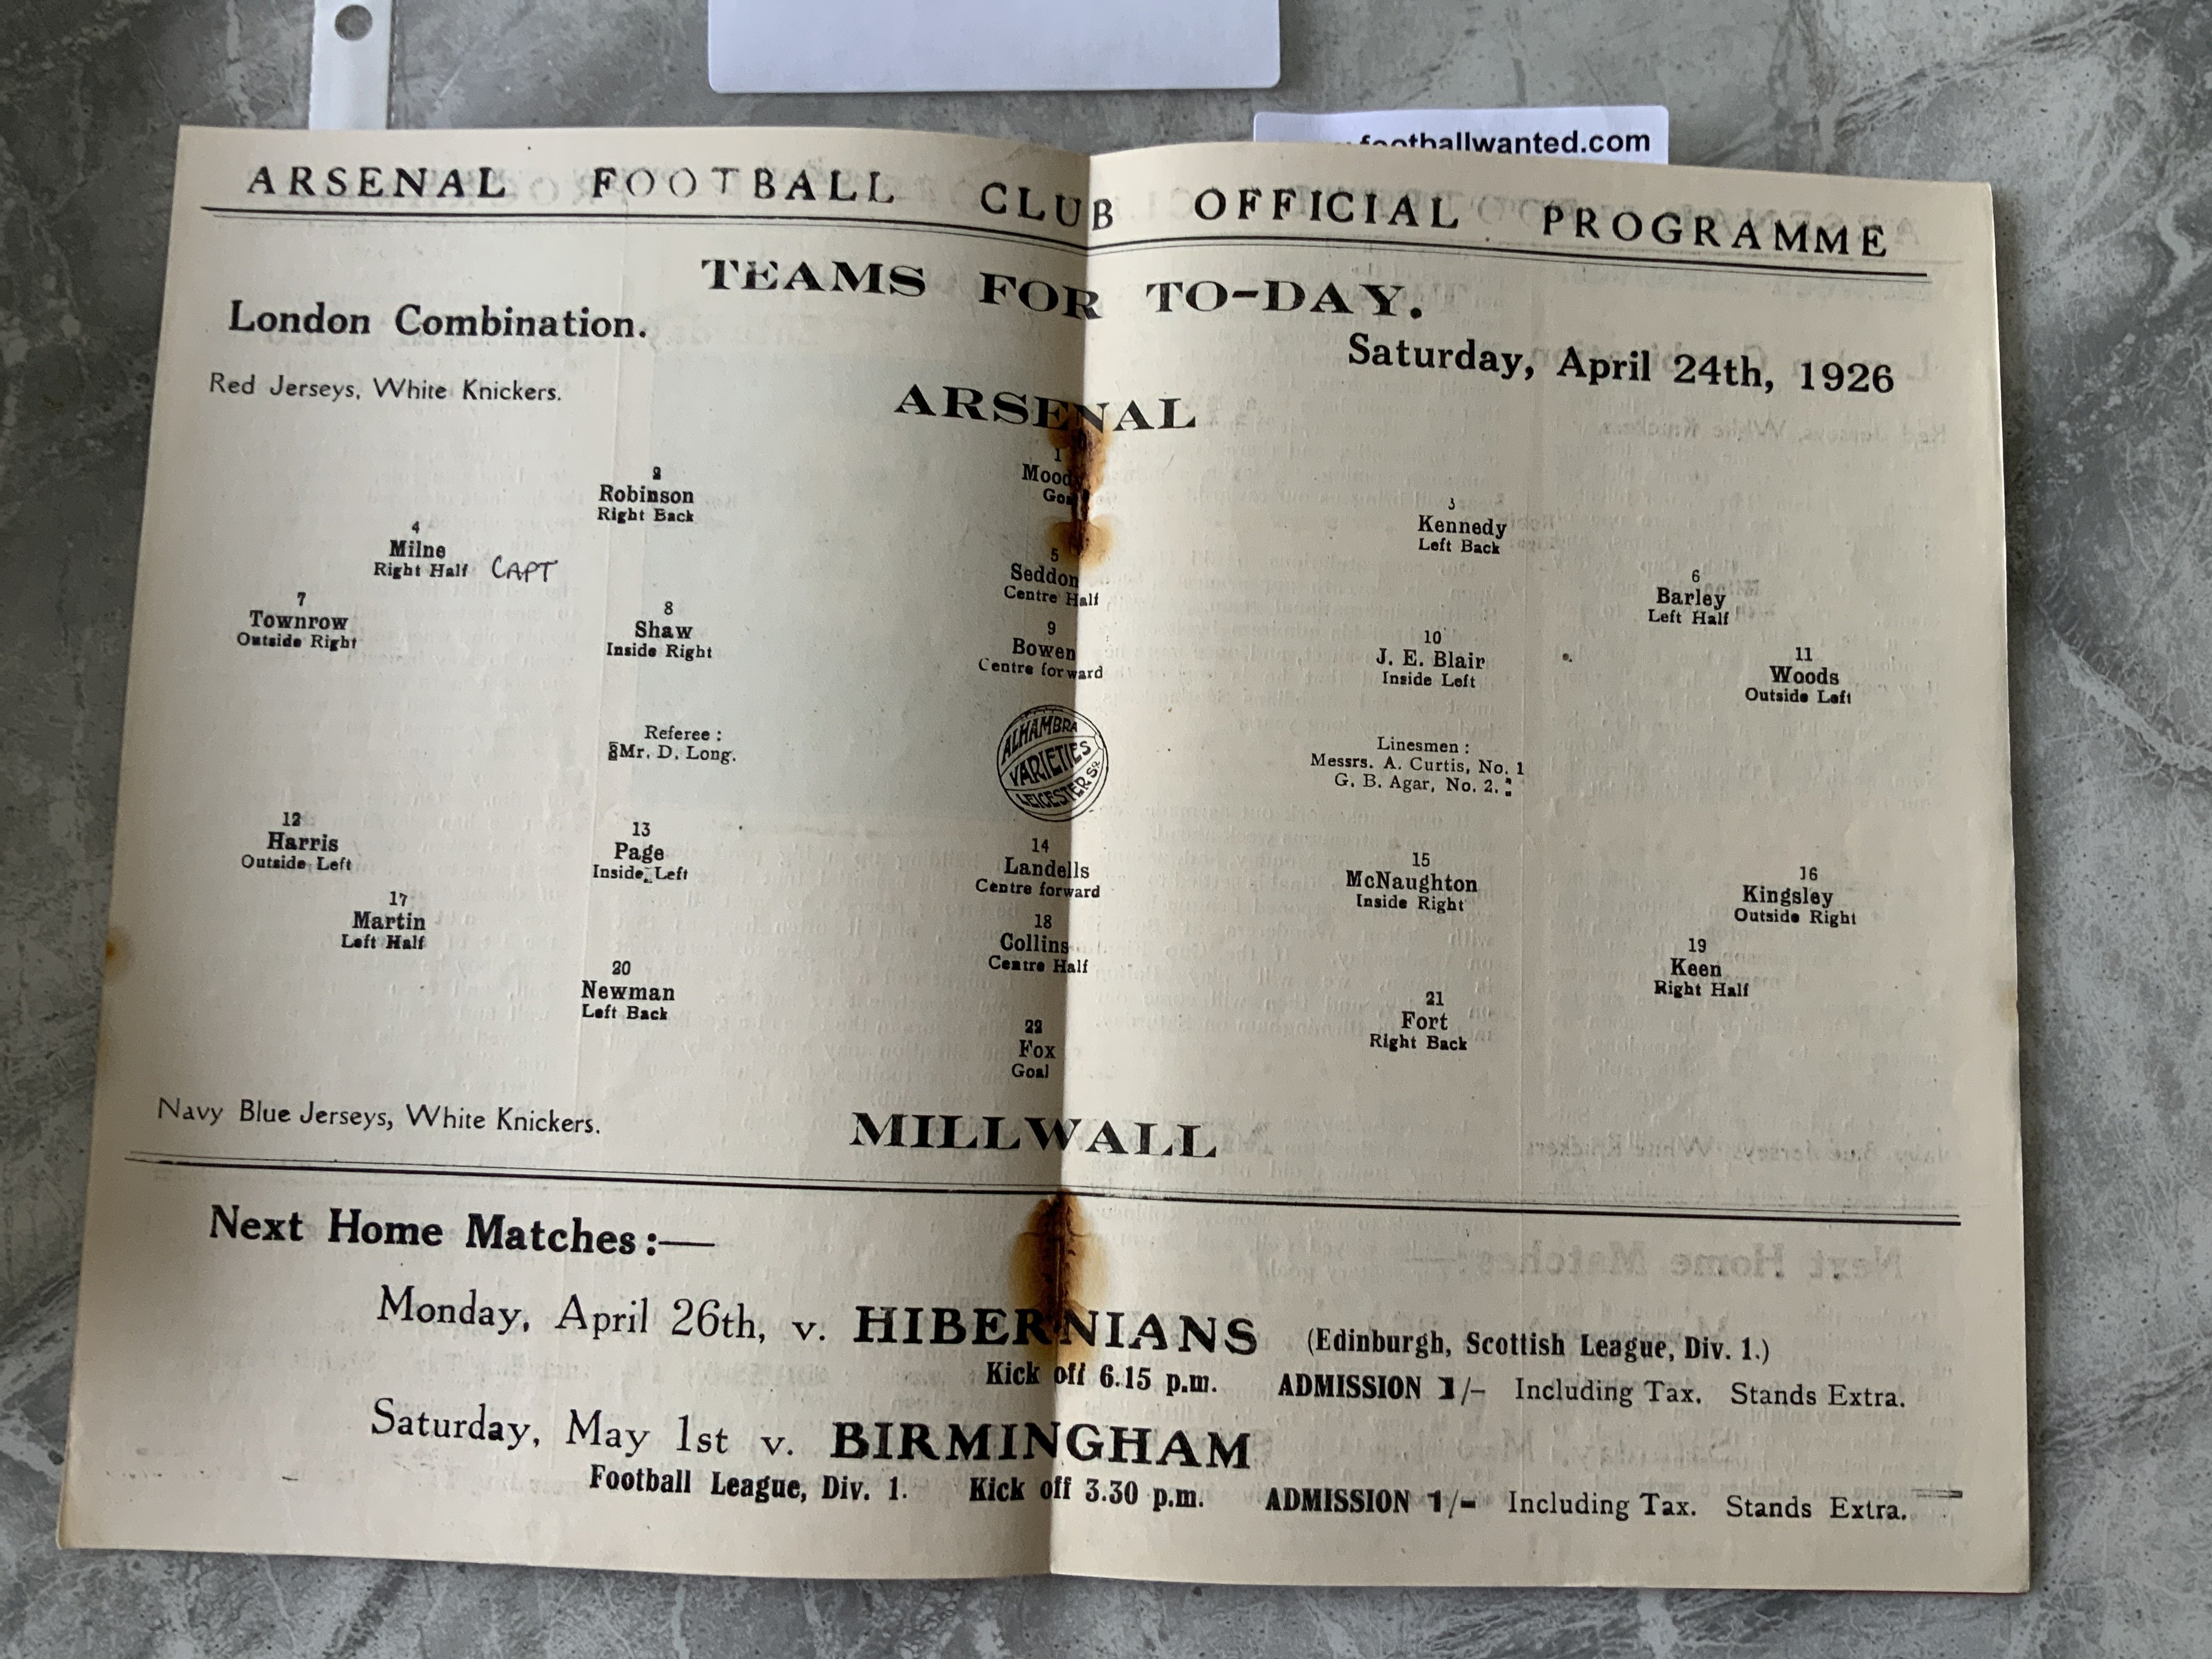 footballwanted.com
ARSENAL FOOTBALL CLUB OFFICIAL PROGRAMME
TEAMS FOR TO-DAY.
London Combination.
Saturday, April 24th, 1926
Red Jerseys, White Knickers.
ARSENAL
1
Moody
Goal
2
Robinson
Right Back
3
Kennedy
Left Back
4
Milne
Right Half CAPT
5
Seddon
Centre Half
6
Barley
Left Half
7
Townrow
Outside Right
8
Shaw
Inside Right
9
Bowen
Centre forward
10
J. E. Blair
Inside Left
11
Woods
Outside Left
Referee :
Mr. D. Long.
ALHAMBRA
VARIETIES
LEICESTER SQ.
Linesmen :
Messrs. A. Curtis, No. 1
G. B. Agar, No. 2.
12
Harris
Outside Left
13
Page
Inside Left
14
Landells
Centre forward
15
McNaughton
Inside Right
16
Kingsley
Outside Right
17
Martin
Left Half
18
Collins
Centre Half
19
Keen
Right Half
20
Newman
Left Back
21
Fort
Right Back
22
Fox
Goal
Navy Blue Jerseys, White Knickers.
MILLWALL
Next Home Matches:—
Monday, April 26th, v. HIBERNIANS (Edinburgh, Scottish League, Div. 1.)
Kick off 6.15 p.m. ADMISSION 1/- Including Tax. Stands Extra.
Saturday, May 1st v. BIRMINGHAM
Football League, Div. 1. Kick off 3.30 p.m. ADMISSION 1/- Including Tax. Stands Extra.